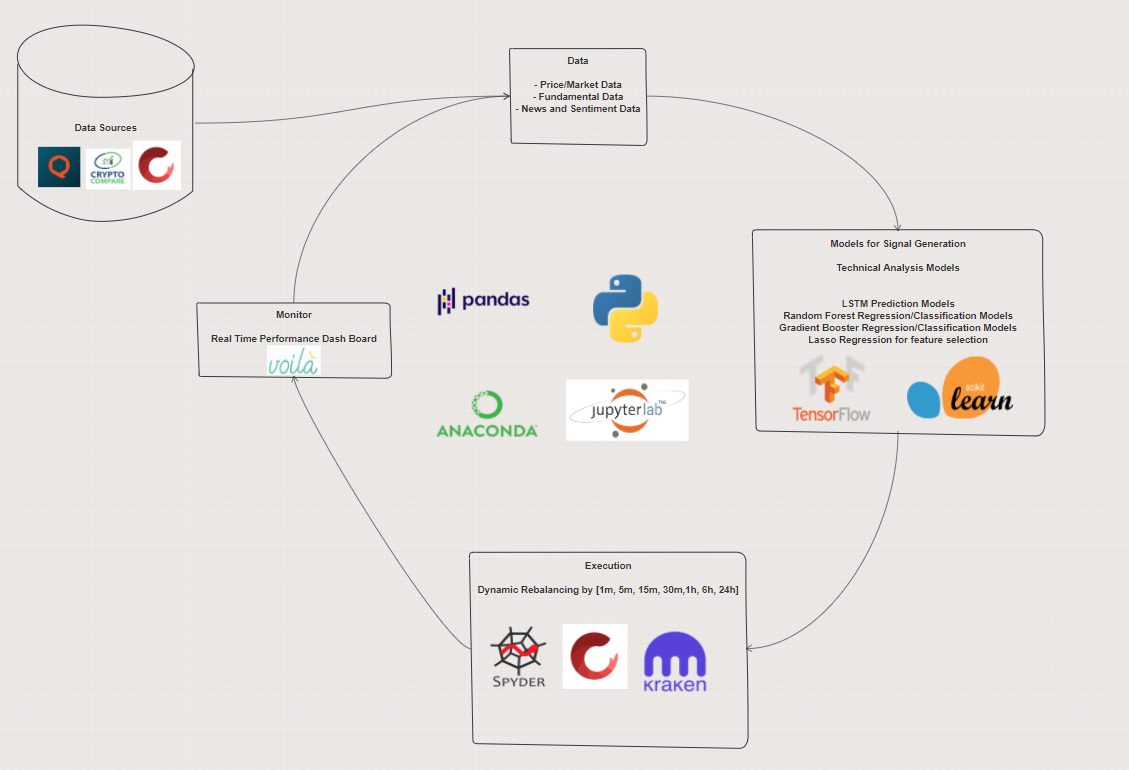 Data Sources
CRYPTO
COMPARE
Data
- Price/Market Data
- Fundamental Data
- News and Sentiment Data
Models for Signal Generation
Technical Analysis Models
LSTM Prediction Models
Random Forest Regression/Classification Models
Gradient Booster Regression/Classification Models
Lasso Regression for feature selection
TensorFlow
scikit
learn
Monitor
Real Time Performance Dash Board
voilà
pandas
ANACONDA
jupyterlab™
Execution
Dynamic Rebalancing by [1m, 5m, 15m, 30m,1h, 6h, 24h]
SPYDER
kraken